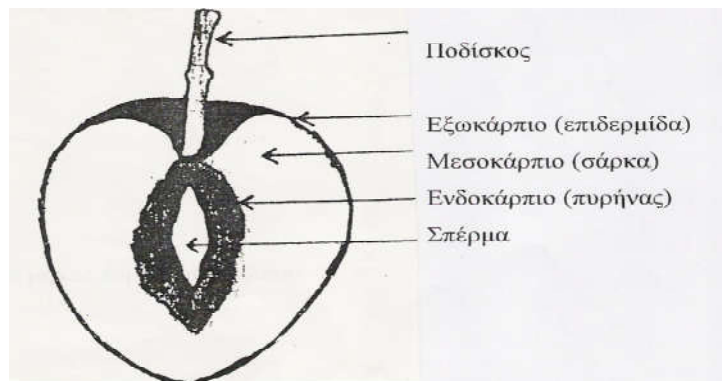 Ποδίσκος
Εξωκάρπιο (επιδερμίδα)
Μεσοκάρπιο (σάρκα)
Ενδοκάρπιο (πυρήνας)
Σπέρμα